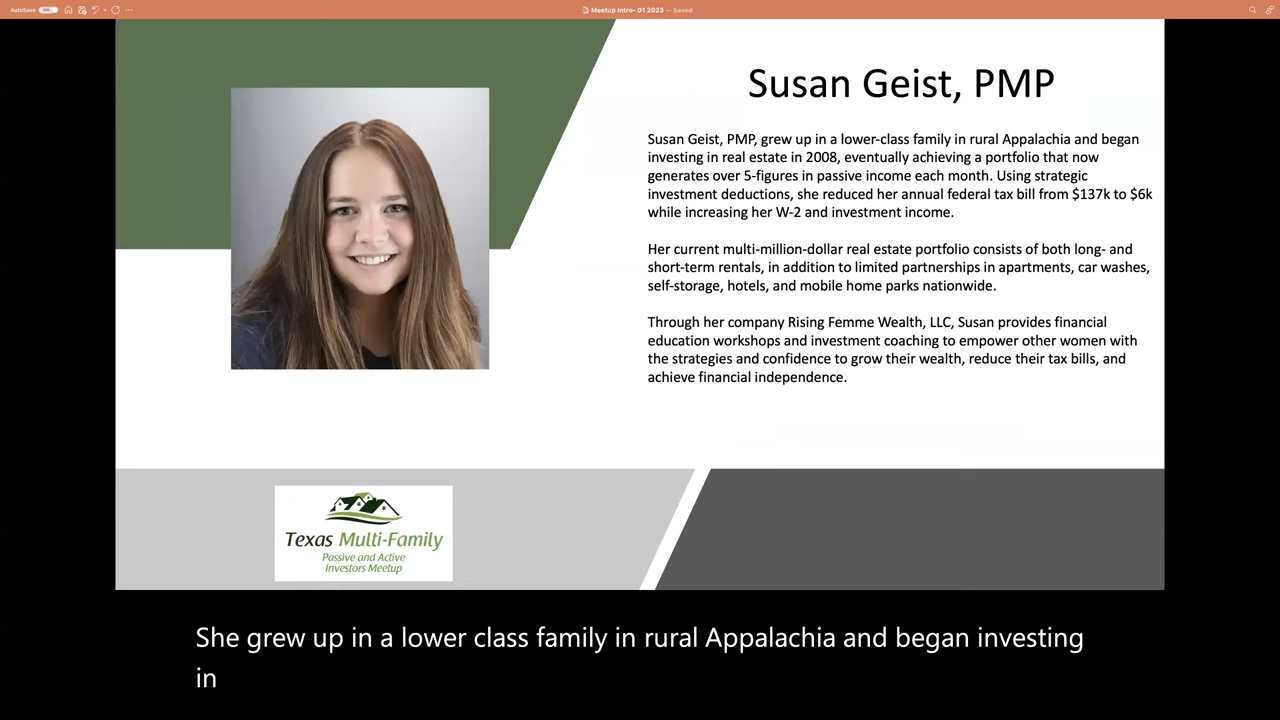 AutoSave ON
Meetup Intro- 01 2023 — Saved
Susan Geist, PMP
Susan Geist, PMP, grew up in a lower-class family in rural Appalachia and began
investing in real estate in 2008, eventually achieving a portfolio that now
generates over 5-figures in passive income each month. Using strategic
investment deductions, she reduced her annual federal tax bill from $137k to $6k
while increasing her W-2 and investment income.
Her current multi-million-dollar real estate portfolio consists of both long- and
short-term rentals, in addition to limited partnerships in apartments, car washes,
self-storage, hotels, and mobile home parks nationwide.
Through her company Rising Femme Wealth, LLC, Susan provides financial
education workshops and investment coaching to empower other women with
the strategies and confidence to grow their wealth, reduce their tax bills, and
achieve financial independence.
Texas Multi-Family
Passive and Active
Investors Meetup
She grew up in a lower class family in rural Appalachia and began investing
in